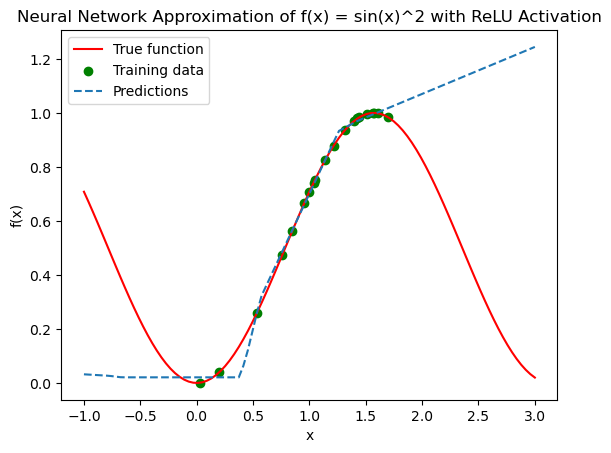 Neural Network Approximation of f(x) = sin(x)^2 with ReLU Activation
True function
Training data
Predictions
f(x)
1.2
1.0
0.8
0.6
0.4
0.2
0.0
-1.0 -0.5 0.0 0.5 1.0 1.5 2.0 2.5 3.0
x